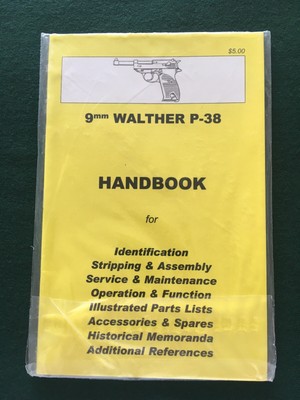 $5.00
9mm WALTHER P-38
HANDBOOK
for
Identification
Stripping & Assembly
Service & Maintenance
Operation & Function
Illustrated Parts Lists
Accessories & Spares
Historical Memoranda
Additional References